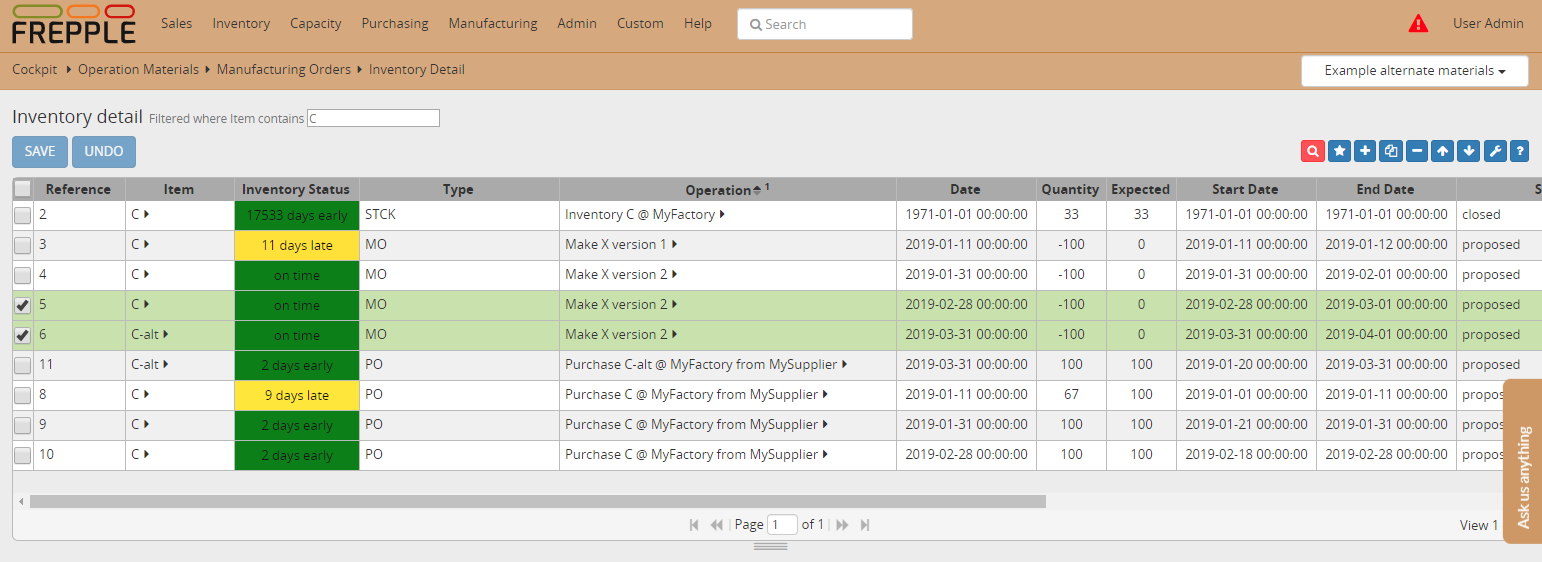 FREPPLE Sales Inventory Capacity Purchasing Manufacturing Admin Custom Help Search User Admin
Cockpit Operation Materials Manufacturing Orders Inventory Detail Example alternate materials
Inventory detail Filtered where Item contains C
SAVE UNDO ?
Reference Item Inventory Status Type Operation 1 Date Quantity Expected Start Date End Date S
2 C 17533 days early STCK Inventory C @ MyFactory 1971-01-01 00:00:00 33 33 1971-01-01 00:00:00 1971-01-01 00:00:00 closed
3 C 11 days late MO Make X version 1 2019-01-11 00:00:00 -100 0 2019-01-11 00:00:00 2019-01-12 00:00:00 proposed
4 C on time MO Make X version 2 2019-01-31 00:00:00 -100 0 2019-01-31 00:00:00 2019-02-01 00:00:00 proposed
5 C on time MO Make X version 2 2019-02-28 00:00:00 -100 0 2019-02-28 00:00:00 2019-03-01 00:00:00 proposed
6 C-alt on time MO Make X version 2 2019-03-31 00:00:00 -100 0 2019-03-31 00:00:00 2019-04-01 00:00:00 proposed
11 C-alt 2 days early PO Purchase C-alt @ MyFactory from MySupplier 2019-03-31 00:00:00 100 100 2019-01-20 00:00:00 2019-03-31 00:00:00 proposed
8 C 9 days late PO Purchase C @ MyFactory from MySupplier 2019-01-11 00:00:00 67 100 2019-01-01 00:00:00 2019-01-11 00:00:00 propos
9 C 2 days early PO Purchase C @ MyFactory from MySupplier 2019-01-31 00:00:00 100 100 2019-01-21 00:00:00 2019-01-31 00:00:00 propos
10 C 2 days early PO Purchase C @ MyFactory from MySupplier 2019-02-28 00:00:00 100 100 2019-02-18 00:00:00 2019-02-28 00:00:00 propos
Page 1 of 1 View 1
Ask us anything